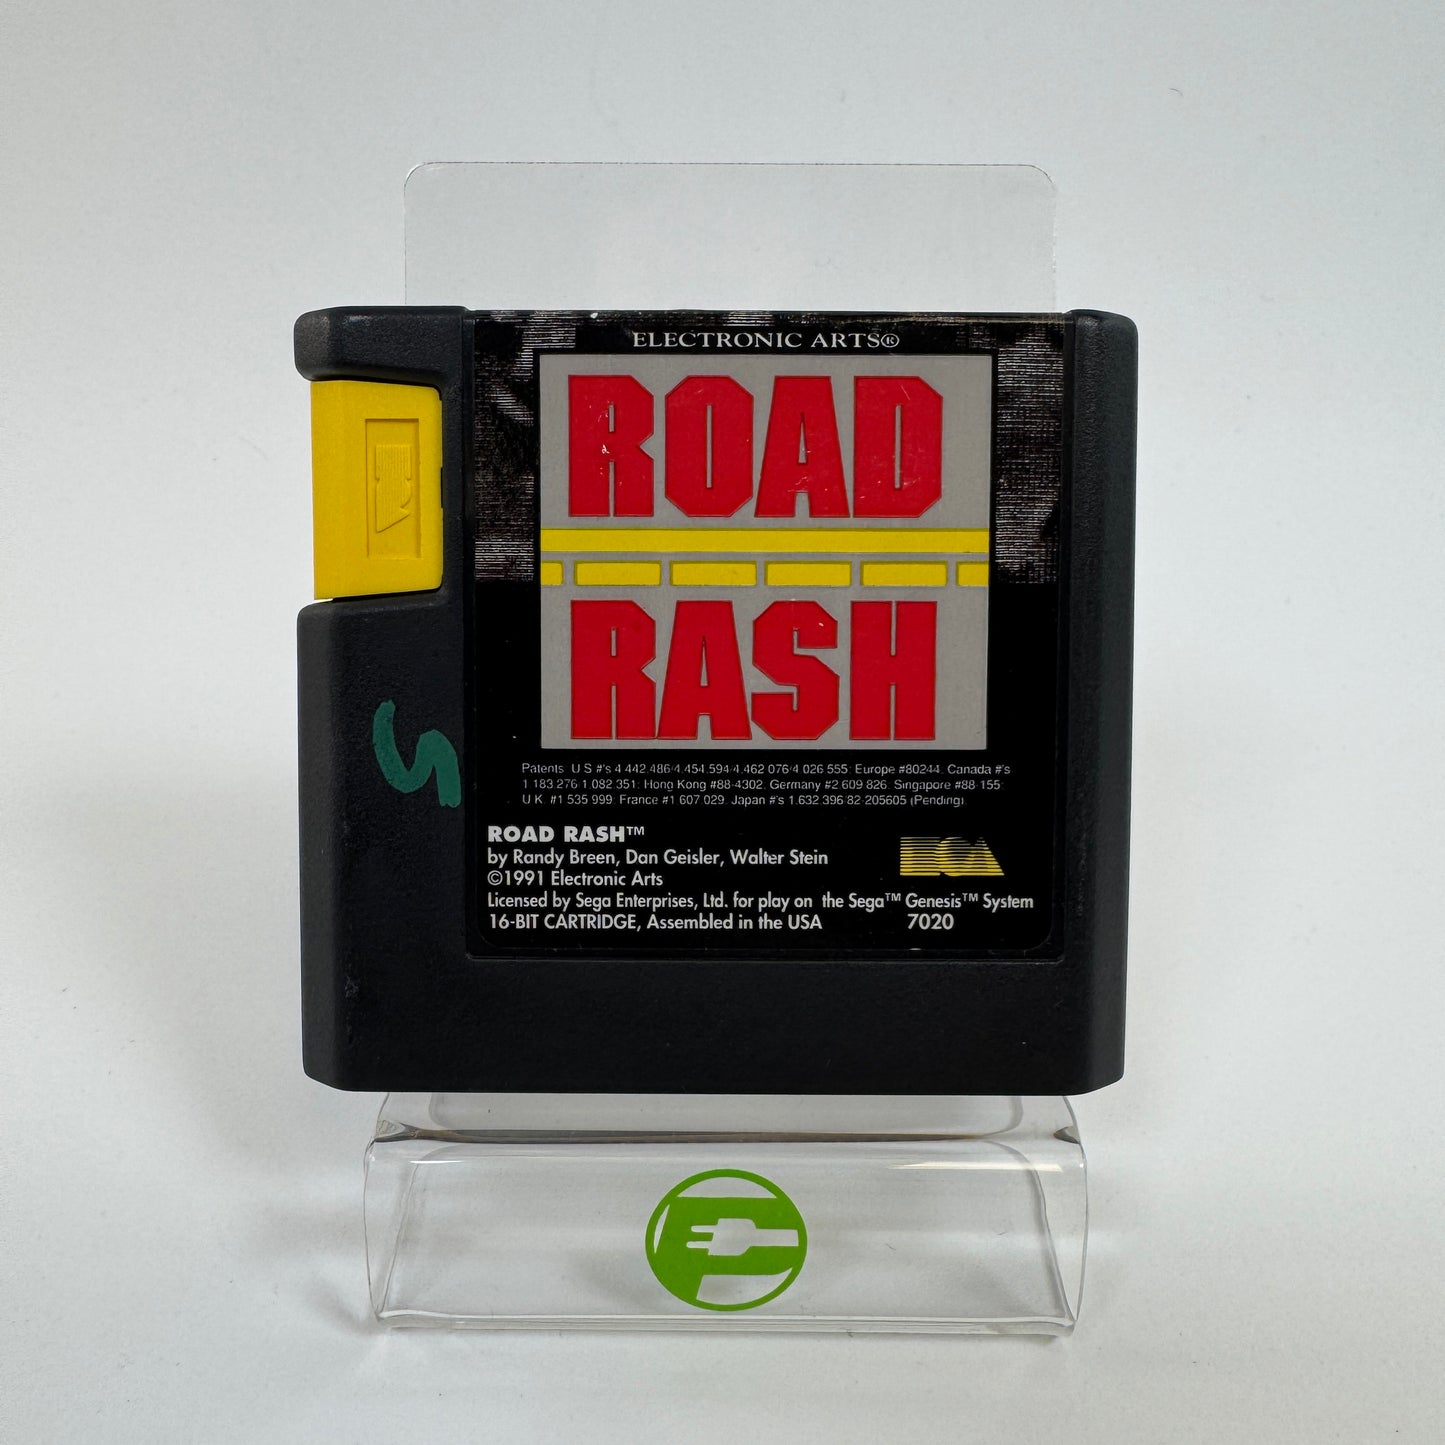 ELECTRONIC ARTS®
ROAD
RASH
Patents U S #'s 4 442,486/4,454,594/4,462 076/4 026 555; Europe #80244, Canada #'s
1 183,276 1,082 351; Hong Kong #88-4302, Germany #2 609 826, Singapore #88-155;
U K #1 535 999, France #1 607,029, Japan #'s 1,632,396 82-205605 (Pending)
ROAD RASH™
by Randy Breen, Dan Geisler, Walter Stein
©1991 Electronic Arts
Licensed by Sega Enterprises, Ltd. for play on the Sega™ Genesis™ System
16-BIT CARTRIDGE, Assembled in the USA 7020
EA
S